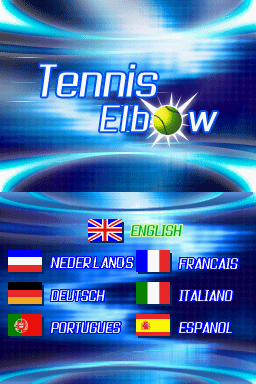 Tennis
Elbow
ENGLISH
NEDERLANDS
FRANCAIS
DEUTSCH
ITALIANO
PORTUGUES
ESPANOL